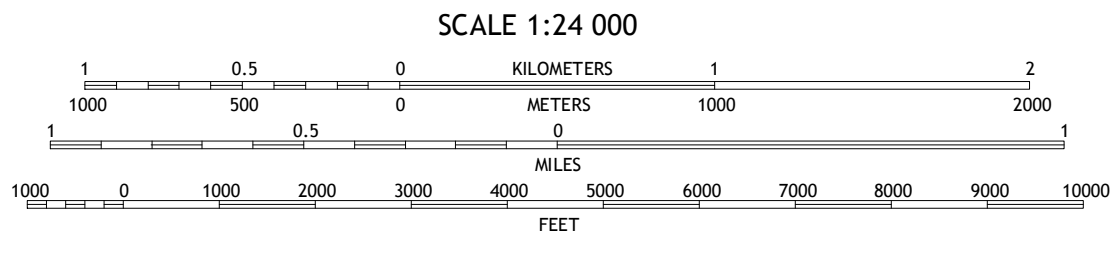 SCALE 1:24 000
1 0.5 0 KILOMETERS 1 2
1000 500 0 METERS 1000 2000
1 0.5 0 1
MILES
1000 0 1000 2000 3000 4000 5000 6000 7000 8000 9000 10000
FEET